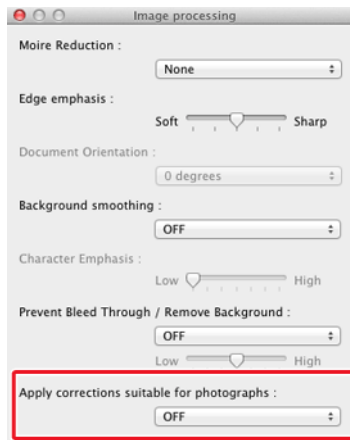 Image processing
Moire Reduction :
None
Edge emphasis :
Soft Sharp
Document Orientation :
0 degrees
Background smoothing :
OFF
Character Emphasis :
Low High
Prevent Bleed Through / Remove Background :
OFF
Low High
Apply corrections suitable for photographs :
OFF